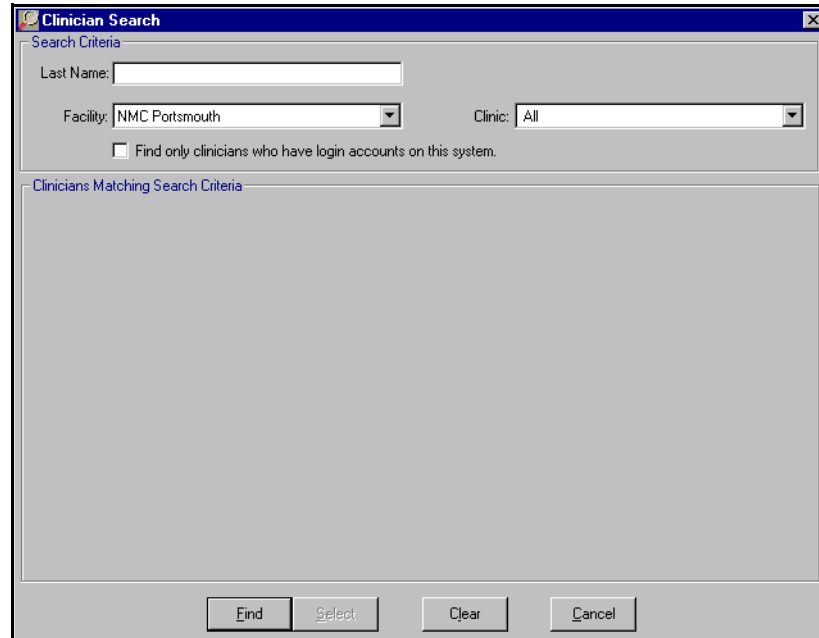 Clinician Search
Search Criteria
Last Name:
Facility: NMC Portsmouth Clinic: All
Find only clinicians who have login accounts on this system.
Clinicians Matching Search Criteria
Find Select Clear Cancel